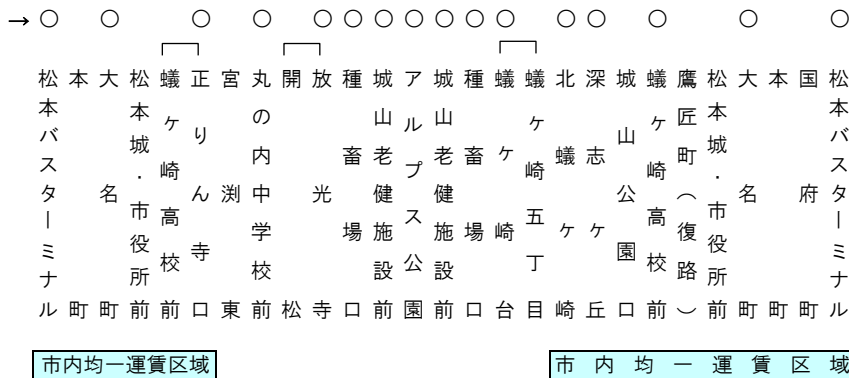 → ○ ○ ○ ○ ○ ○ ○ ○ ○ ○ ○ ○ ○ ○ ○ ○
松本バスターミナル
本町
大名町
松本城・市役所前
蟻ヶ崎高校前
正りん寺口
宮渕東
丸の内中学校前
開松
放光寺
種畜場口
城山老健施設前
アルプス公園
城山老健施設前
種畜場口
蟻ケ崎台
蟻ヶ崎五丁目
北蟻ケ崎
深志ケ丘
城山公園口
蟻ヶ崎高校前
鷹匠町(復路)
松本城・市役所前
大名町
本町
国府町
松本バスターミナル
市内均一運賃区域
市内均一運賃区域